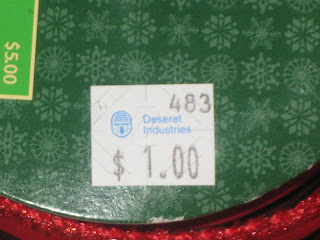 $5.00
483
Deseret
Industries
$ 1.00